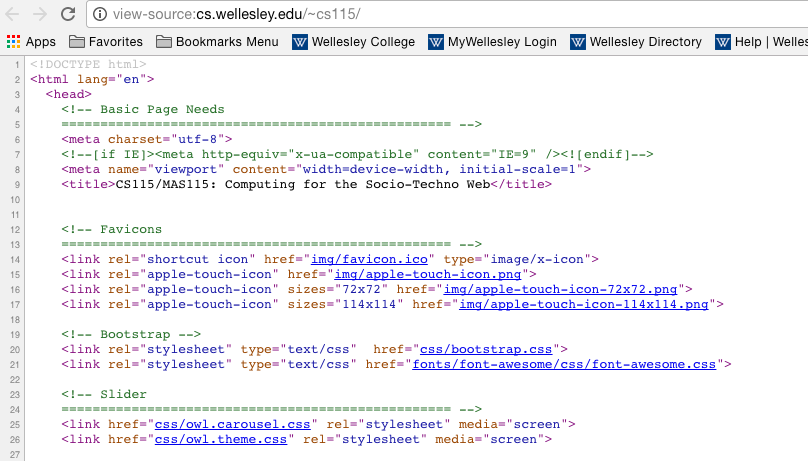 view-source:cs.wellesley.edu/~cs115/
Apps Favorites Bookmarks Menu Wellesley College MyWellesley Login Wellesley Directory Help | Welles
1 <!DOCTYPE html>
2 <html lang="en">
3 <head>
4 <!-- Basic Page Needs
5 ================================================== -->
6 <meta charset="utf-8">
7 <!--[if IE]><meta http-equiv="x-ua-compatible" content="IE=9" /><![endif]-->
8 <meta name="viewport" content="width=device-width, initial-scale=1">
9 <title>CS115/MAS115: Computing for the Socio-Techno Web</title>
10
11
12 <!-- Favicons
13 ================================================== -->
14 <link rel="shortcut icon" href="img/favicon.ico" type="image/x-icon">
15 <link rel="apple-touch-icon" href="img/apple-touch-icon.png">
16 <link rel="apple-touch-icon" sizes="72x72" href="img/apple-touch-icon-72x72.png">
17 <link rel="apple-touch-icon" sizes="114x114" href="img/apple-touch-icon-114x114.png">
18
19 <!-- Bootstrap -->
20 <link rel="stylesheet" type="text/css"  href="css/bootstrap.css">
21 <link rel="stylesheet" type="text/css" href="fonts/font-awesome/css/font-awesome.css">
22
23 <!-- Slider
24 ================================================== -->
25 <link href="css/owl.carousel.css" rel="stylesheet" media="screen">
26 <link href="css/owl.theme.css" rel="stylesheet" media="screen">
27